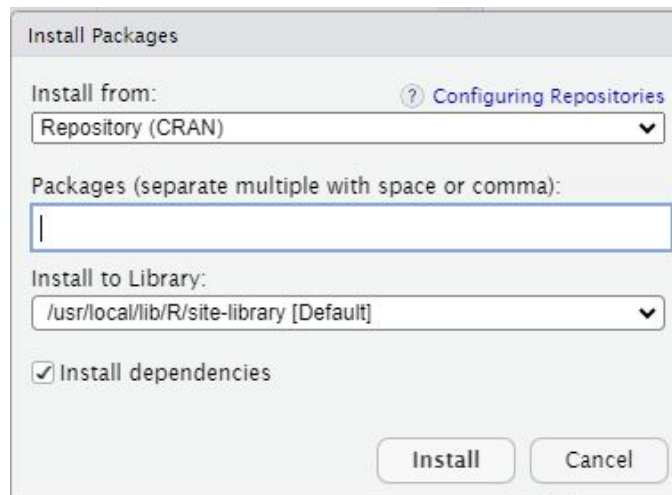 Install Packages
Install from:
? Configuring Repositories
Repository (CRAN)
Packages (separate multiple with space or comma):
Install to Library:
/usr/local/lib/R/site-library [Default]
Install dependencies
Install
Cancel